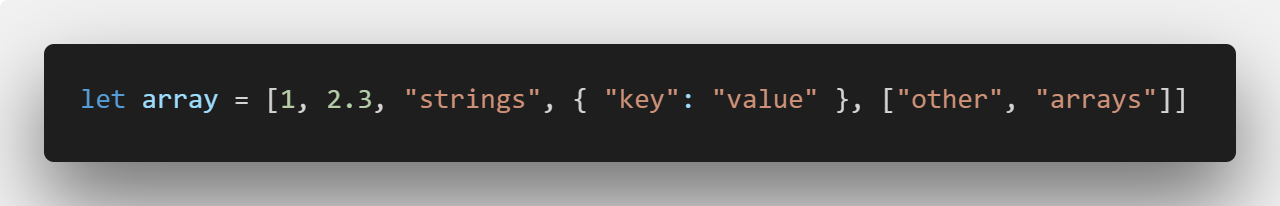 let array = [1, 2.3, "strings", { "key": "value" }, ["other", "arrays"]]